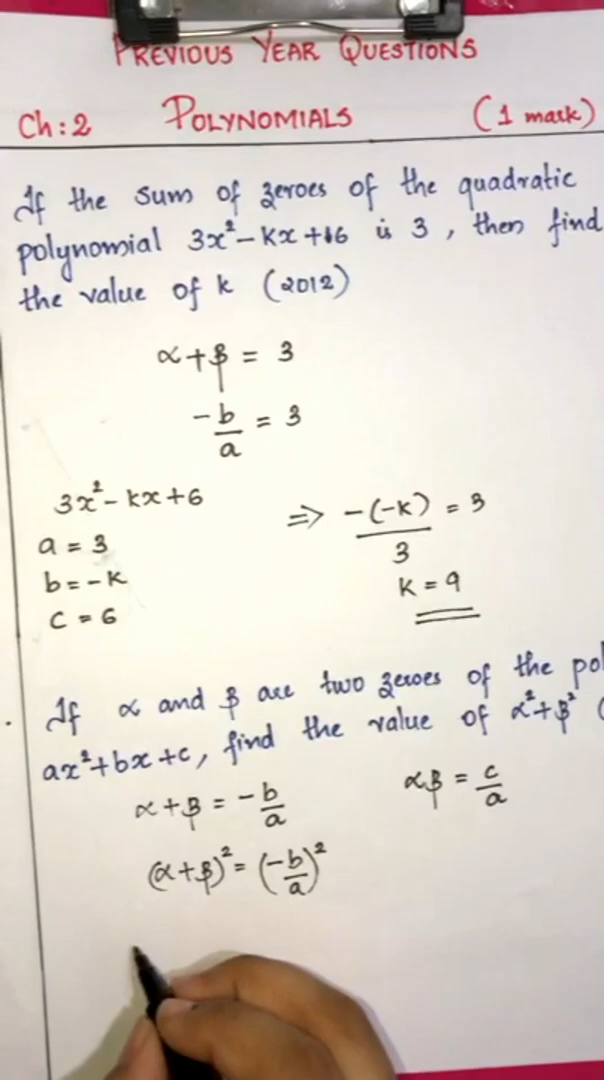 PREVIOUS YEAR QUESTIONS
Ch:2 POLYNOMIALS (1 mark)
If the sum of zeroes of the quadratic
polynomial 3x²-kx+6 is 3, then find
the value of k (2012)
α+β = 3
-b/a = 3
3x²-kx+6
a = 3
b = -k
c = 6
⇒ -(-k)/3 = 3
k = 9
If α and β are two zeroes of the pol
ax²+bx+c, find the value of α²+β² (
α+β = -b/a
αβ = c/a
(α+β)² = (-b/a)²